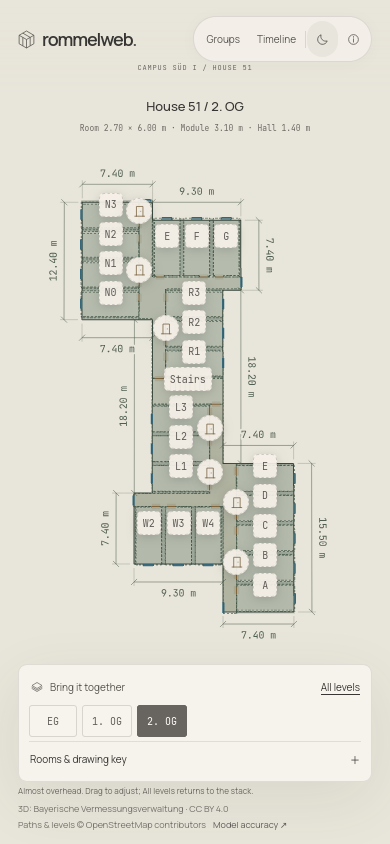 rommelweb.
Groups Timeline
CAMPUS SÜD I / HOUSE 51
House 51 / 2. OG
Room 2.70 × 6.00 m · Module 3.10 m · Hall 1.40 m
7.40 m
9.30 m
N3
N2
N1
N0
E F G
12.40 m
7.40 m
R3
R2
R1
7.40 m
Stairs
18.20 m
18.20 m
L3
L2
L1
7.40 m
E
D
C
B
A
W2 W3 W4
7.40 m
15.50 m
9.30 m
7.40 m
Bring it together All levels
EG 1. OG 2. OG
Rooms & drawing key +
Almost overhead. Drag to adjust; All levels returns to the stack.
3D: Bayerische Vermessungsverwaltung · CC BY 4.0
Paths & levels © OpenStreetMap contributors Model accuracy ↗